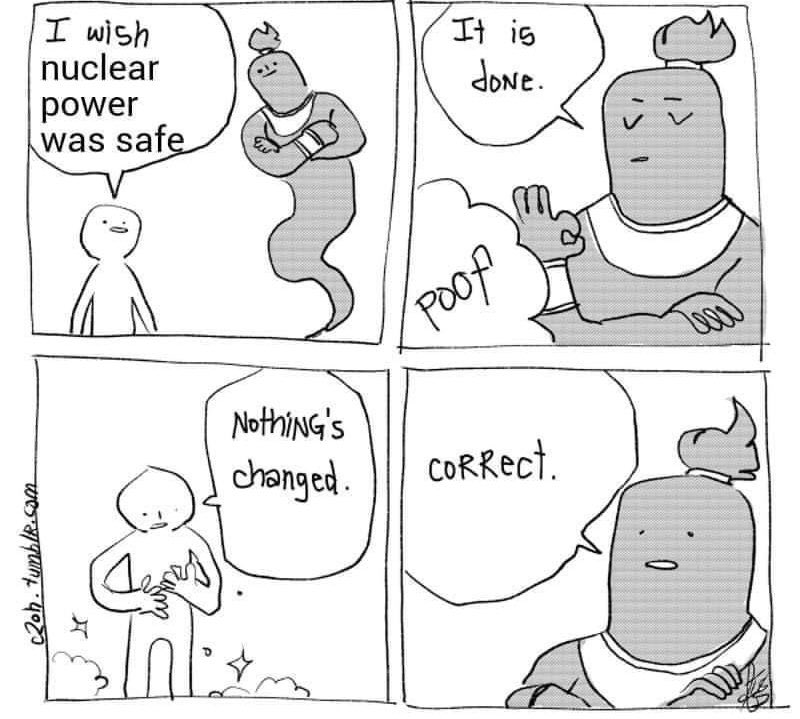 I wish
nuclear
power
was safe
It is
done.
POOF
Nothing's
changed.
CORRect.
c2oh.tumblr.com